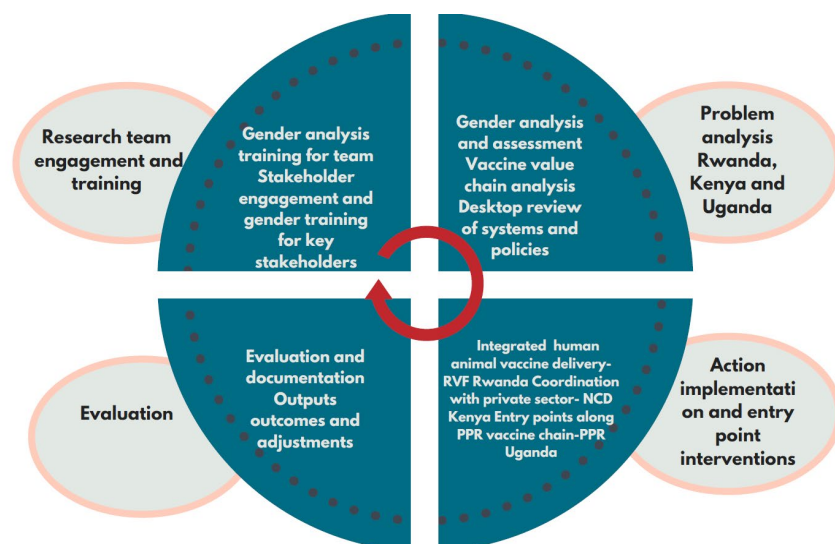 Research team
engagement and
training
Gender analysis
training for team
Stakeholder
engagement and
gender training
for key
stakeholders
Gender analysis
and assessment
Vaccine value
chain analysis
Desktop review
of systems and
policies
Problem
analysis
Rwanda,
Kenya and
Uganda
Evaluation
Evaluation and
documentation
Outputs
outcomes and
adjustments
Integrated human
animal vaccine delivery-
RVF Rwanda Coordination
with private sector- NCD
Kenya Entry points along
PPR vaccine chain-PPR
Uganda
Action
implementati
on and entry
point
interventions